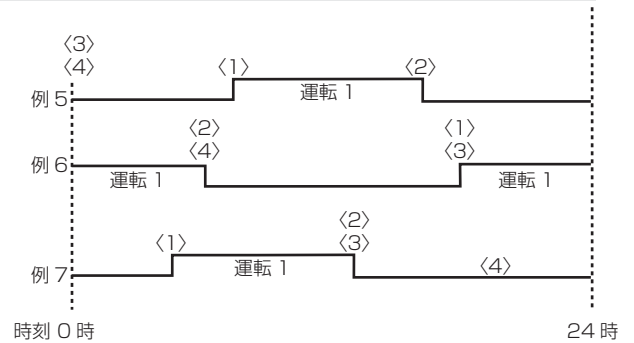 〈3〉
〈4〉
〈1〉
〈2〉
例 5
運転 1
〈2〉
〈4〉
〈1〉
〈3〉
例 6
運転 1
運転 1
〈2〉
〈3〉
〈1〉
〈4〉
例 7
運転 1
時刻 0 時
24 時